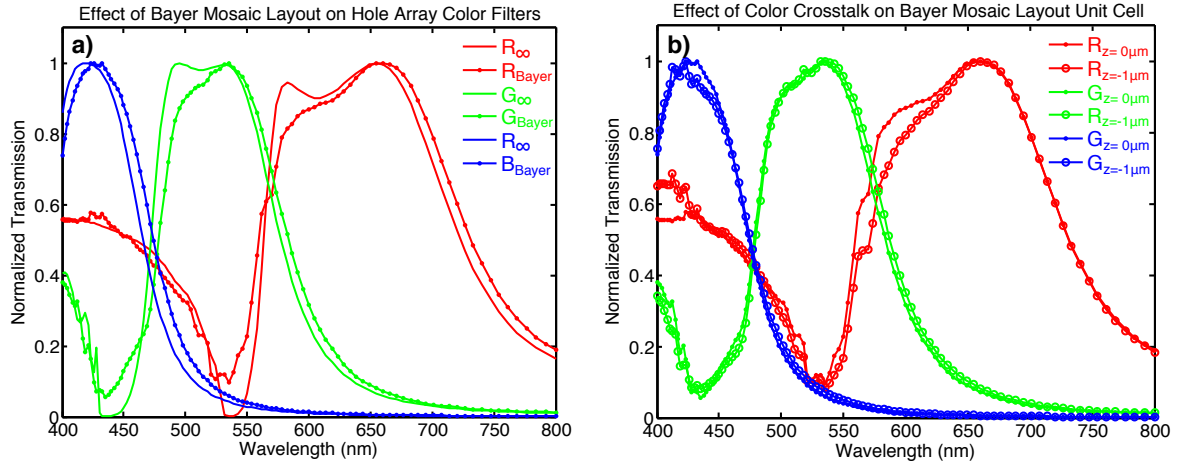 Effect of Bayer Mosaic Layout on Hole Array Color Filters
a)
R∞
RBayer
G∞
GBayer
R∞
BBayer
Normalized Transmission
1
0.8
0.6
0.4
0.2
0
400 450 500 550 600 650 700 750 800
Wavelength (nm)
Effect of Color Crosstalk on Bayer Mosaic Layout Unit Cell
b)
Rz= 0µm
Rz=-1µm
Gz= 0µm
Rz=-1µm
Gz= 0µm
Gz=-1µm
Normalized Transmission
1
0.8
0.6
0.4
0.2
0
400 450 500 550 600 650 700 750 800
Wavelength (nm)